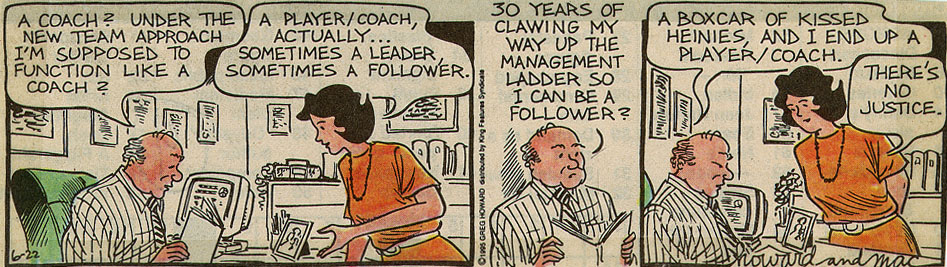 A COACH? UNDER THE
NEW TEAM APPROACH
I'M SUPPOSED TO
FUNCTION LIKE A
COACH?
A PLAYER/COACH,
ACTUALLY...
SOMETIMES A LEADER,
SOMETIMES A FOLLOWER.
6-22
©1995 GREG HOWARD distributed by King Features Syndicate
30 YEARS OF
CLAWING MY
WAY UP THE
MANAGEMENT
LADDER SO
I CAN BE A
FOLLOWER?
A BOXCAR OF KISSED
HEINIES, AND I END UP A
PLAYER/COACH.
THERE'S
NO
JUSTICE.
howard and mac